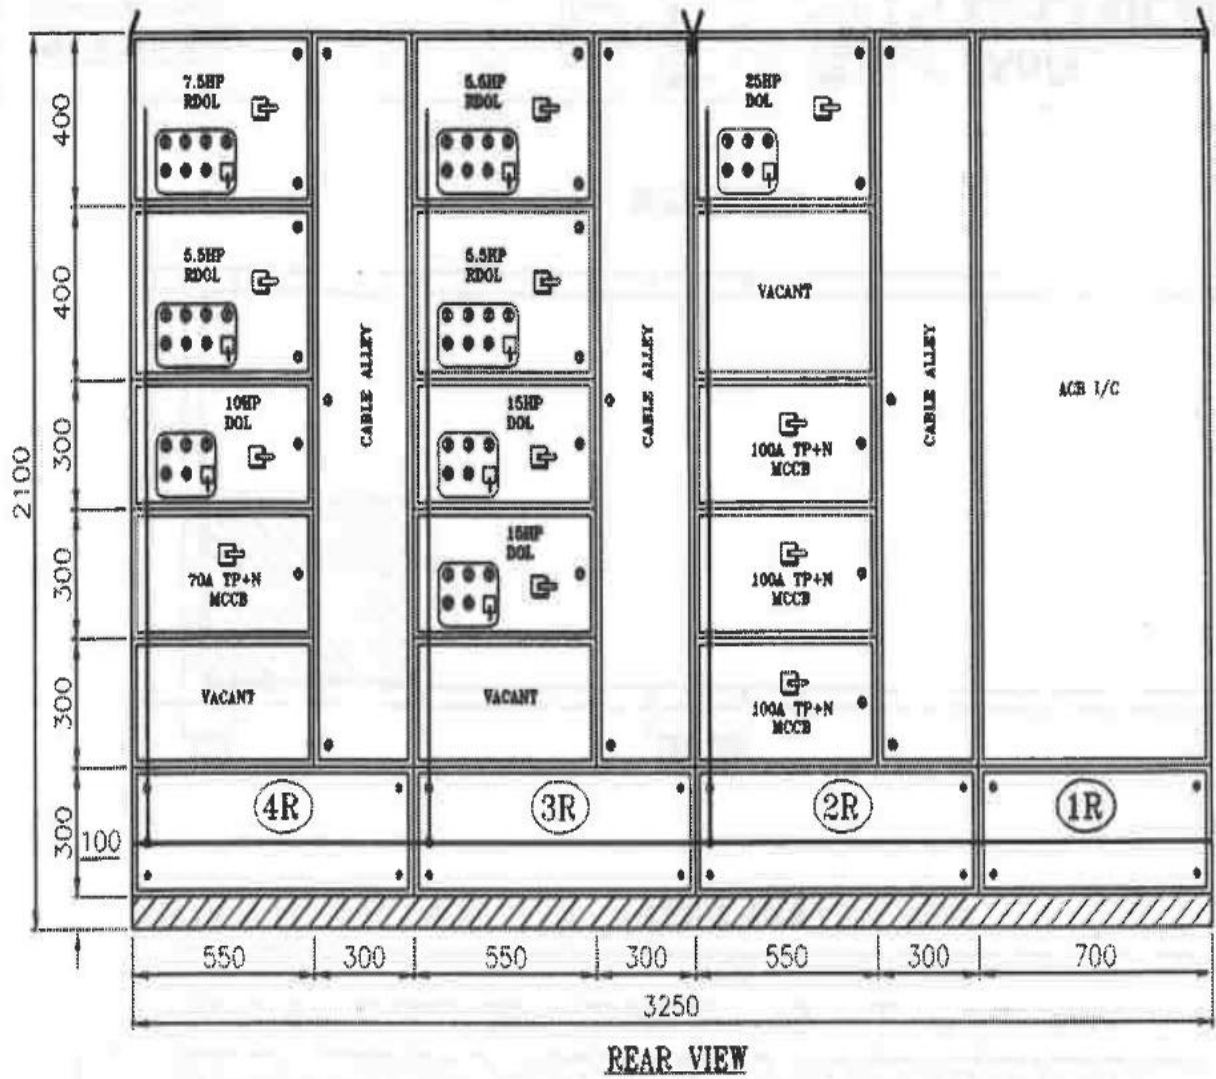 7.5HP
RDOL
5.5HP
RDOL
25HP
DOL
400
5.5HP
RDOL
5.5HP
RDOL
VACANT
400
CABLE ALLEY
CABLE ALLEY
CABLE ALLEY
ACB I/C
10HP
DOL
15HP
DOL
100A TP+N
MCCB
300
2100
70A TP+N
MCCB
15HP
DOL
100A TP+N
MCCB
300
VACANT
VACANT
100A TP+N
MCCB
300
4R
3R
2R
1R
300
100
550
300
550
300
550
300
700
3250
REAR VIEW